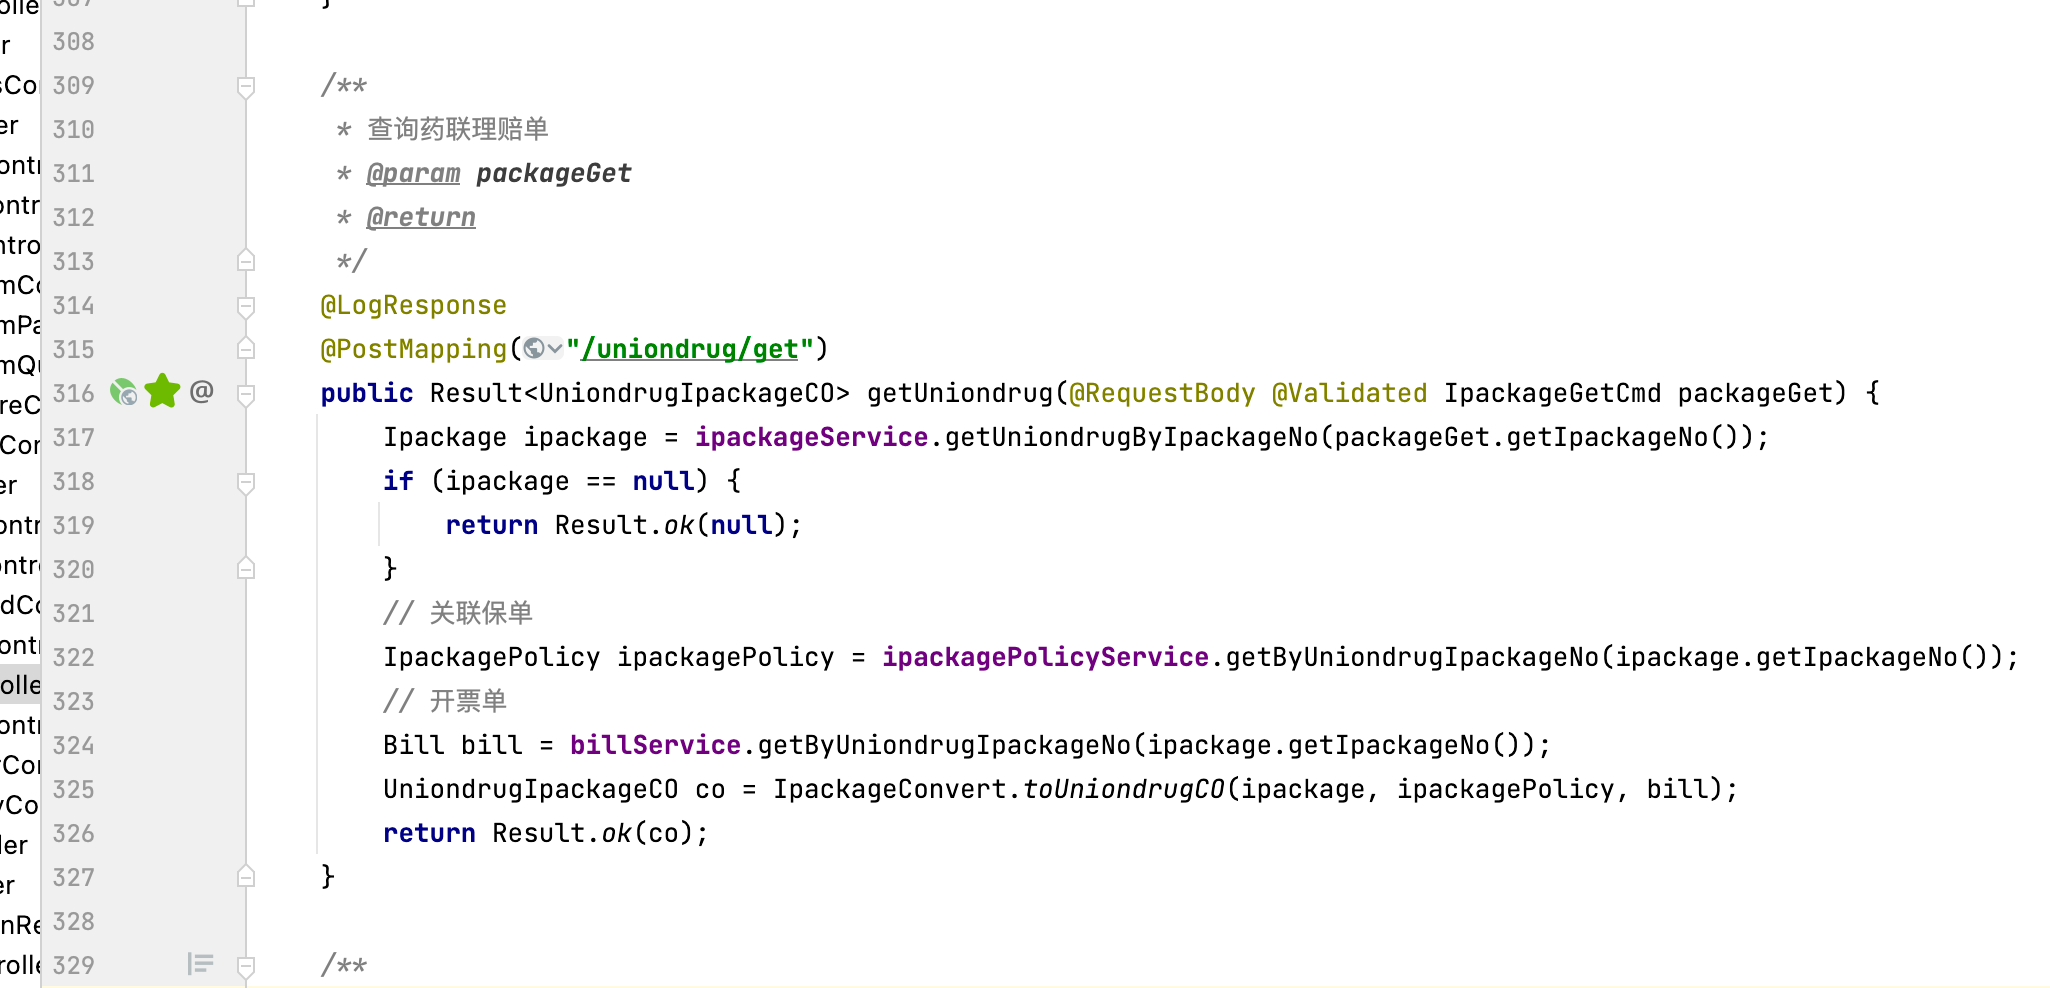 308
309 /**
310 * 查询药联理赔单
311 * @param packageGet
312 * @return
313 */
314 @LogResponse
315 @PostMapping("/uniondrug/get")
316 @ public Result<UniondrugIpackageCO> getUniondrug(@RequestBody @Validated IpackageGetCmd packageGet) {
317 Ipackage ipackage = ipackageService.getUniondrugByIpackageNo(packageGet.getIpackageNo());
318 if (ipackage == null) {
319 return Result.ok(null);
320 }
321 // 关联保单
322 IpackagePolicy ipackagePolicy = ipackagePolicyService.getByUniondrugIpackageNo(ipackage.getIpackageNo());
323 // 开票单
324 Bill bill = billService.getByUniondrugIpackageNo(ipackage.getIpackageNo());
325 UniondrugIpackageCO co = IpackageConvert.toUniondrugCO(ipackage, ipackagePolicy, bill);
326 return Result.ok(co);
327 }
328
329 /**